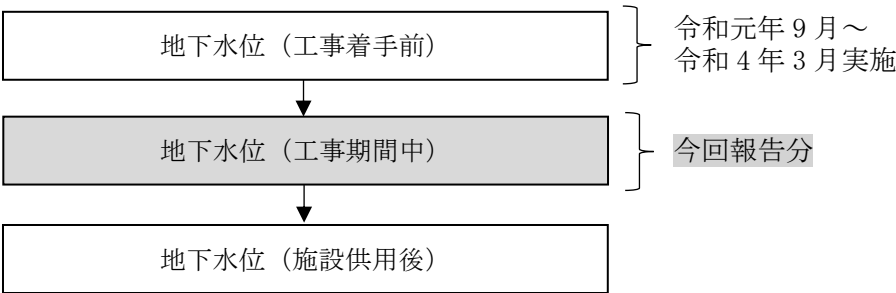 地下水位（工事着手前）
令和元年９月～
令和４年３月実施
地下水位（工事期間中）
今回報告分
地下水位（施設供用後）